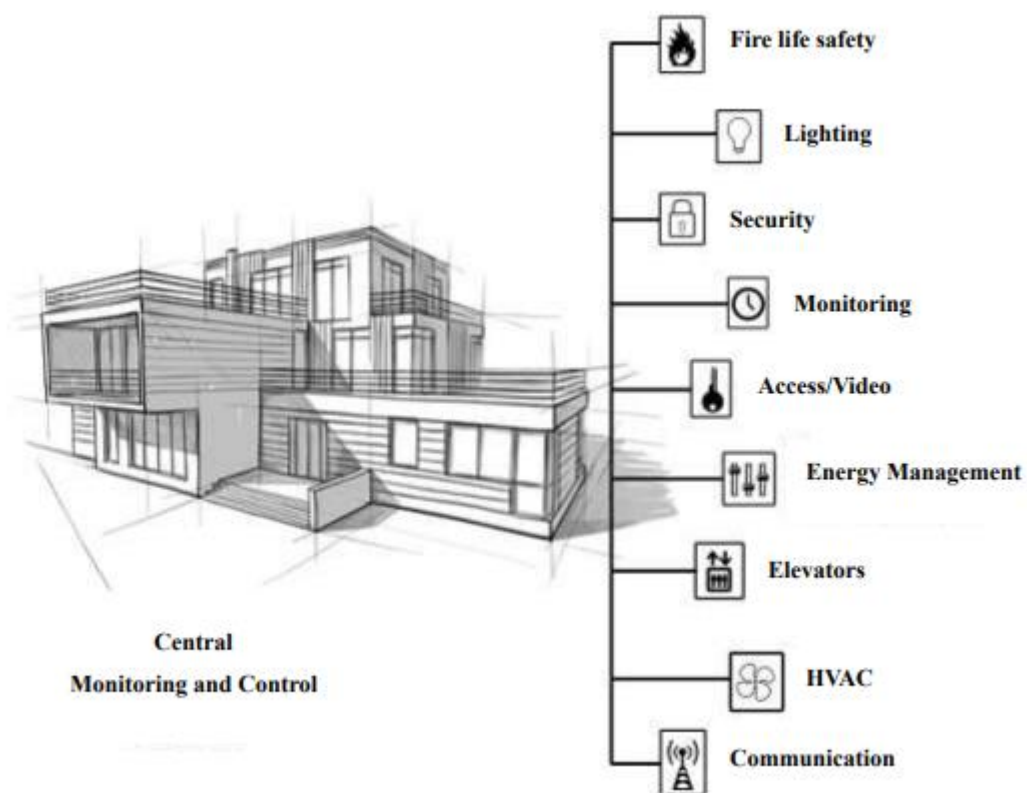 Fire life safety
Lighting
Security
Monitoring
Access/Video
Energy Management
Elevators
HVAC
Communication
Central
Monitoring and Control